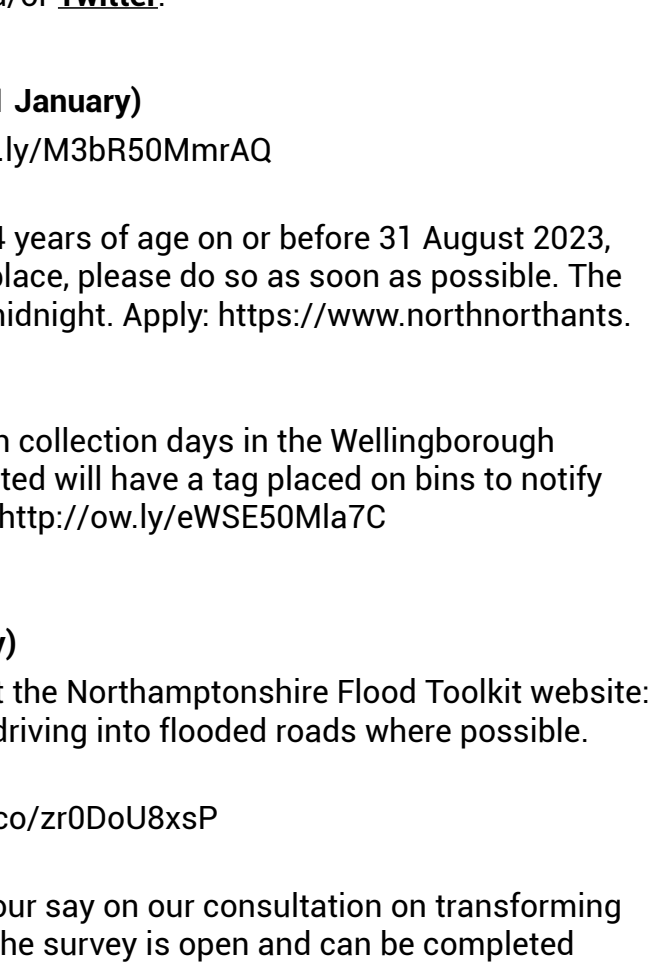 Twitter.
January)
.ly/M3bR50MmrAQ
4 years of age on or before 31 August 2023,
place, please do so as soon as possible. The
midnight. Apply: https://www.northnorthants.
collection days in the Wellingborough
ted will have a tag placed on bins to notify
http://ow.ly/eWSE50Mla7C
y)
the Northamptonshire Flood Toolkit website:
driving into flooded roads where possible.
co/zr0DoU8xsP
our say on our consultation on transforming
he survey is open and can be completed